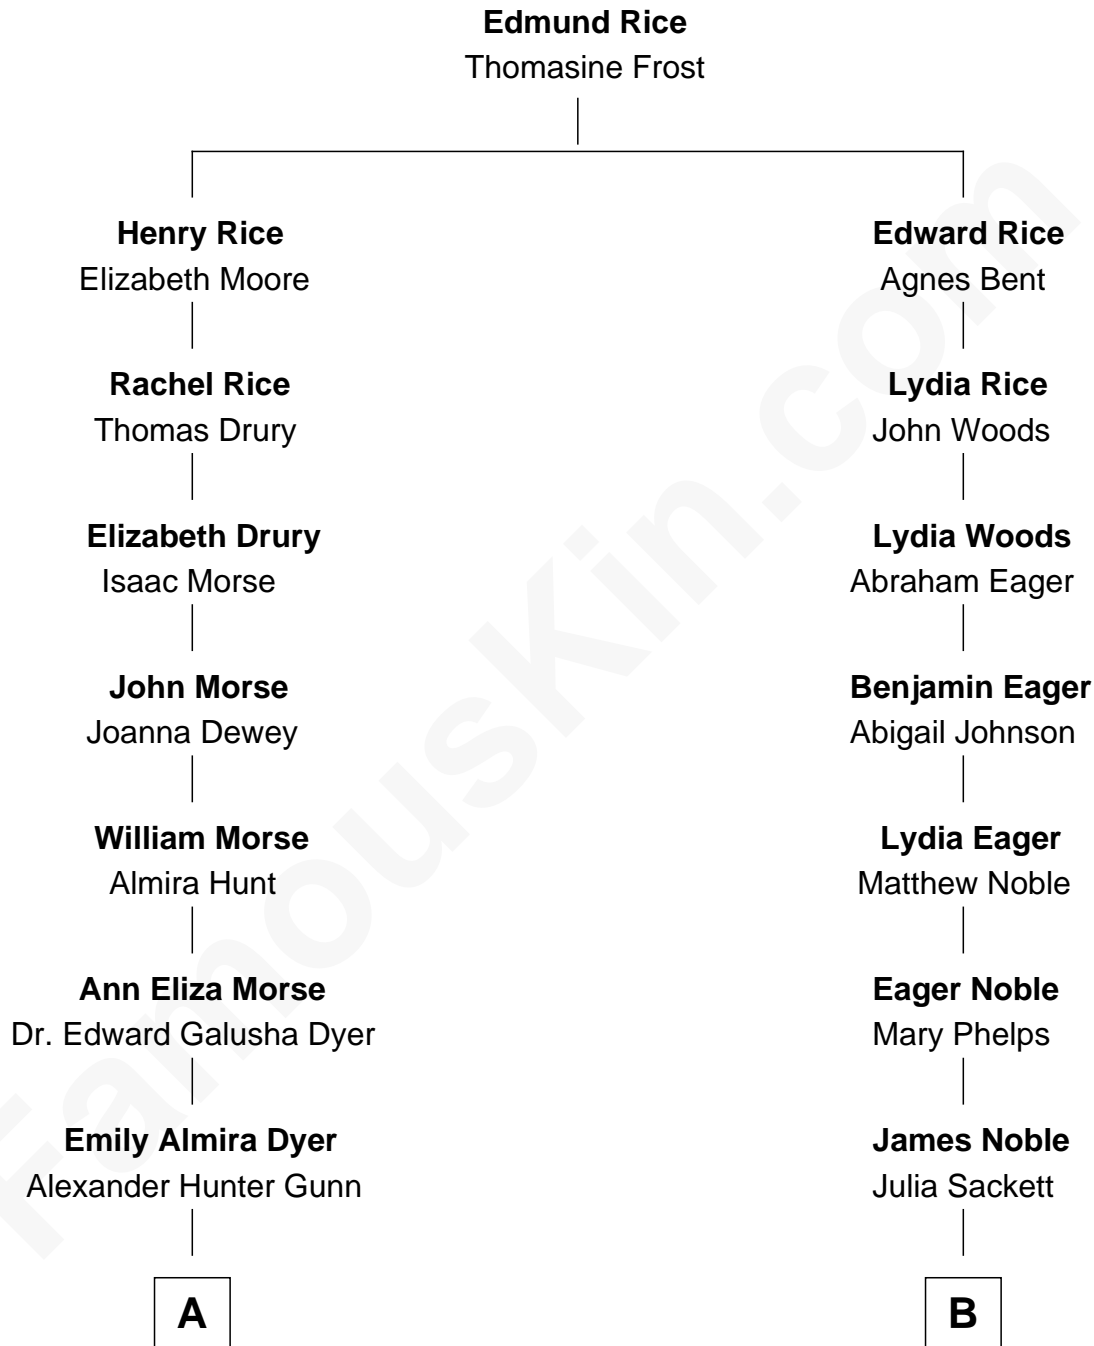 Edmund Rice
Thomasine Frost
Henry Rice
Elizabeth Moore
Rachel Rice
Thomas Drury
Elizabeth Drury
Isaac Morse
John Morse
Joanna Dewey
William Morse
Almira Hunt
Ann Eliza Morse
Dr. Edward Galusha Dyer
Emily Almira Dyer
Alexander Hunter Gunn
A
Edward Rice
Agnes Bent
Lydia Rice
John Woods
Lydia Woods
Abraham Eager
Benjamin Eager
Abigail Johnson
Lydia Eager
Matthew Noble
Eager Noble
Mary Phelps
James Noble
Julia Sackett
B
FamousKin.com